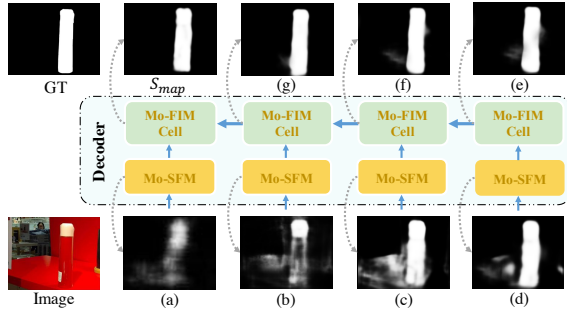 GT
S_map
(g)
(f)
(e)
Decoder
Mo-FIM
Cell
Mo-FIM
Cell
Mo-FIM
Cell
Mo-FIM
Cell
Mo-SFM
Mo-SFM
Mo-SFM
Mo-SFM
Image
(a)
(b)
(c)
(d)